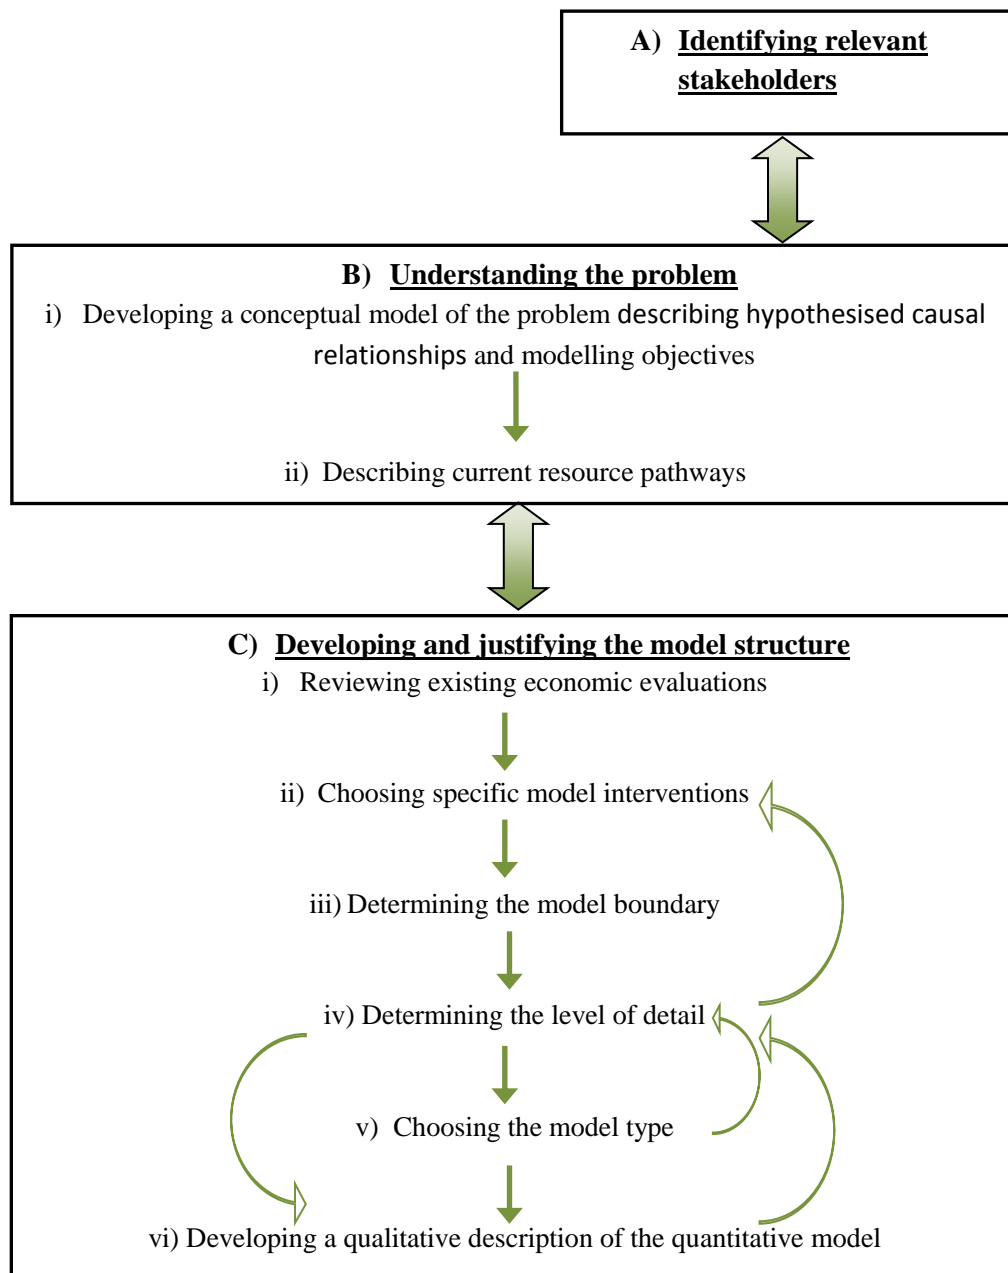 A) Identifying relevant
stakeholders
B) Understanding the problem
i) Developing a conceptual model of the problem describing hypothesised causal
relationships and modelling objectives
ii) Describing current resource pathways
C) Developing and justifying the model structure
i) Reviewing existing economic evaluations
ii) Choosing specific model interventions
iii) Determining the model boundary
iv) Determining the level of detail
v) Choosing the model type
vi) Developing a qualitative description of the quantitative model